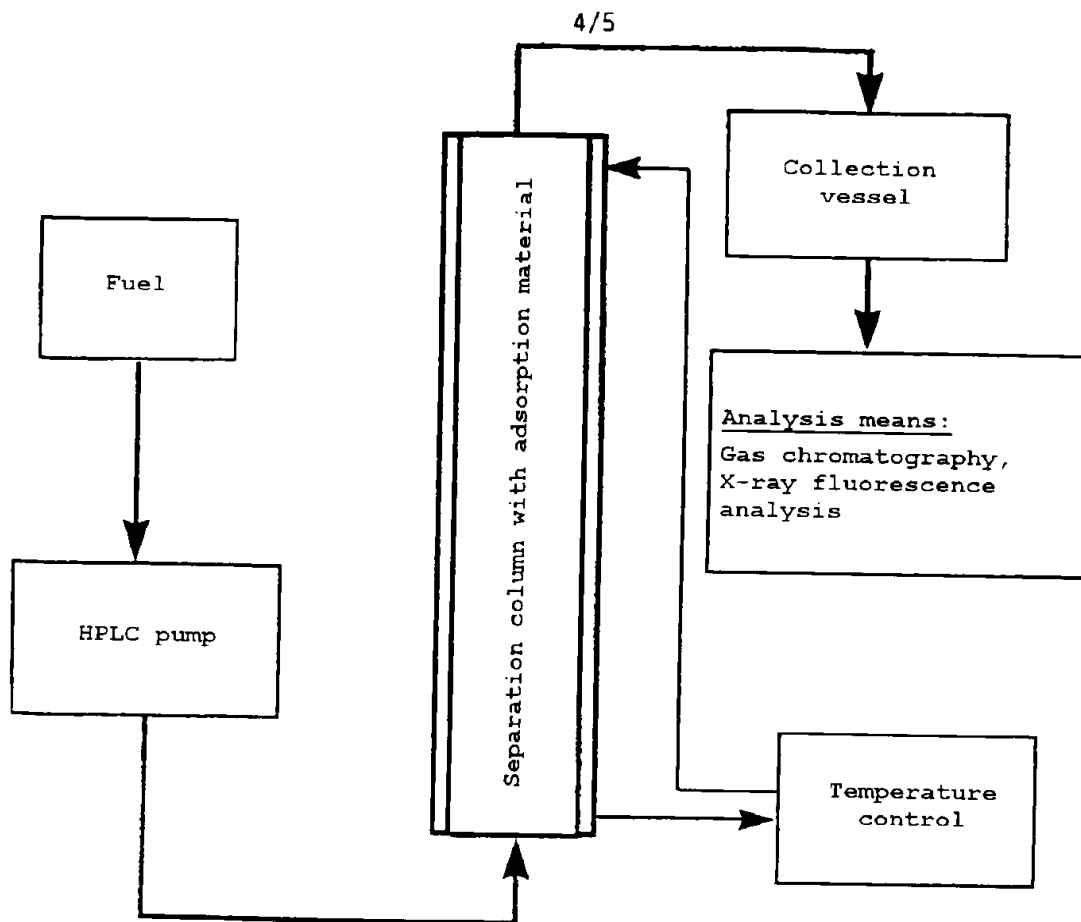 4/5
Collection
vessel
Fuel
Separation column with adsorption material
Analysis means:
Gas chromatography,
X-ray fluorescence
analysis
HPLC pump
Temperature
control